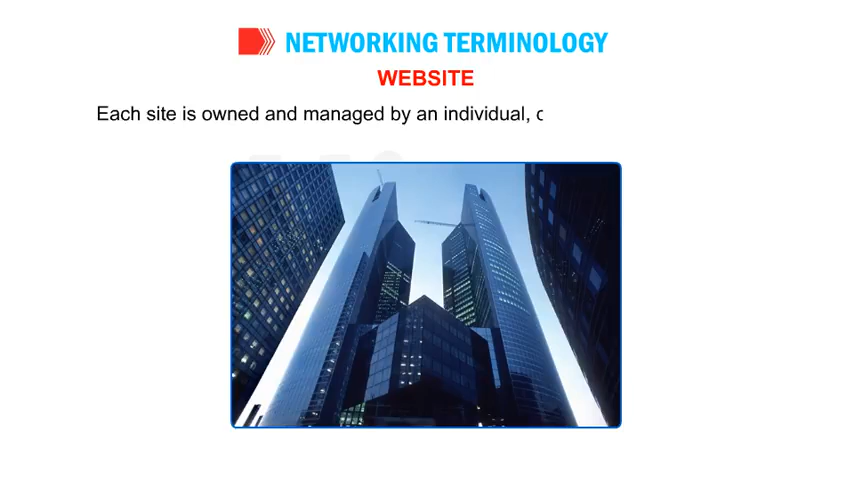 NETWORKING TERMINOLOGY
WEBSITE
Each site is owned and managed by an individual,